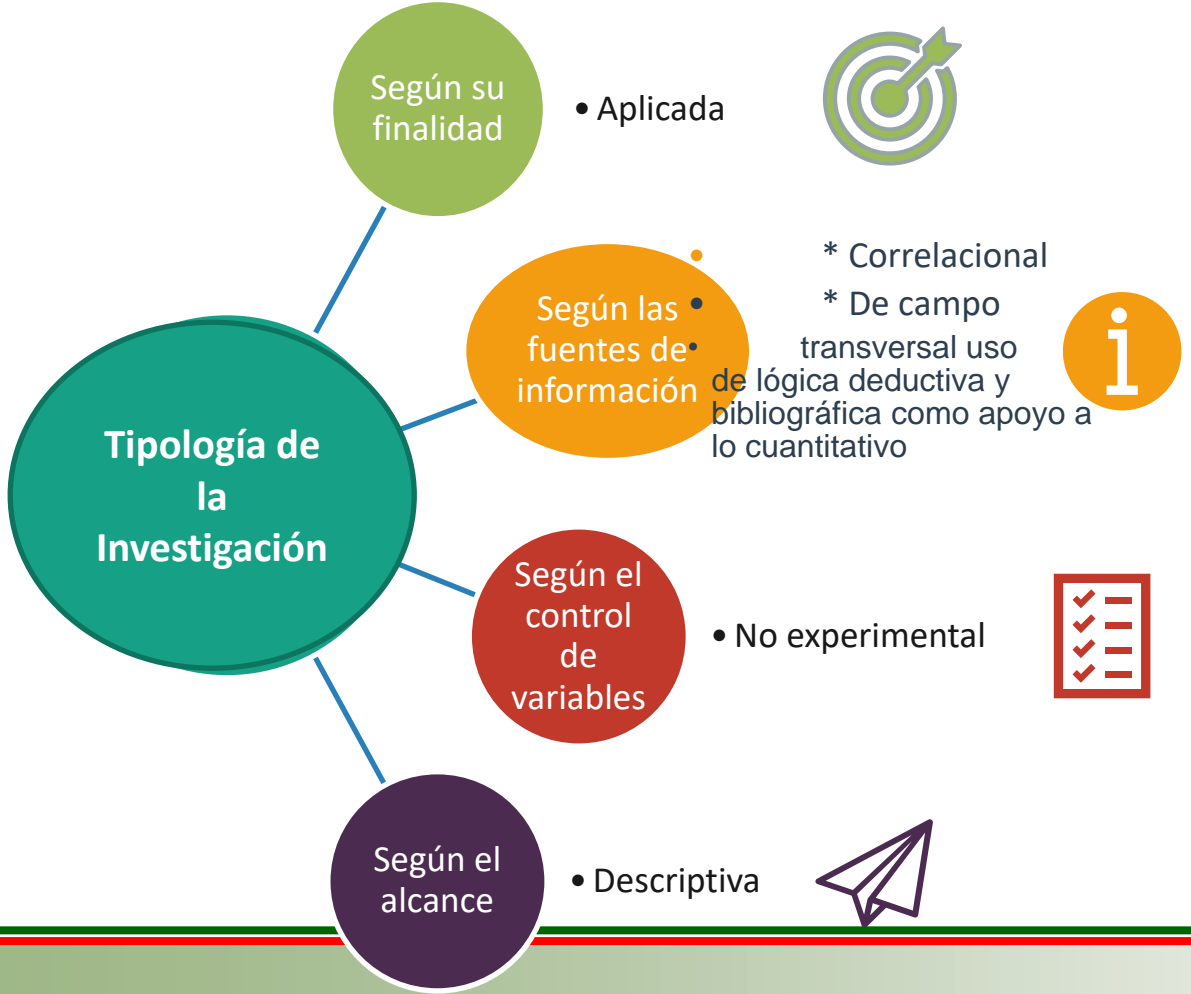 Según su
finalidad
• Aplicada
Según las
fuentes de
información
•
* Correlacional
• * De campo
• transversal uso
de lógica deductiva y
bibliográfica como apoyo a
lo cuantitativo
i
Tipología de
la
Investigación
Según el
control
de
variables
• No experimental
Según el
alcance
• Descriptiva